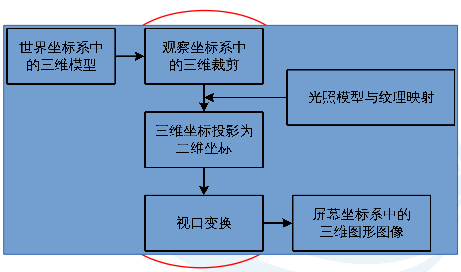 世界坐标系中
的三维模型
观察坐标系中
的三维裁剪
光照模型与纹理映射
三维坐标投影为
二维坐标
视口变换
屏幕坐标系中的
三维图形图像